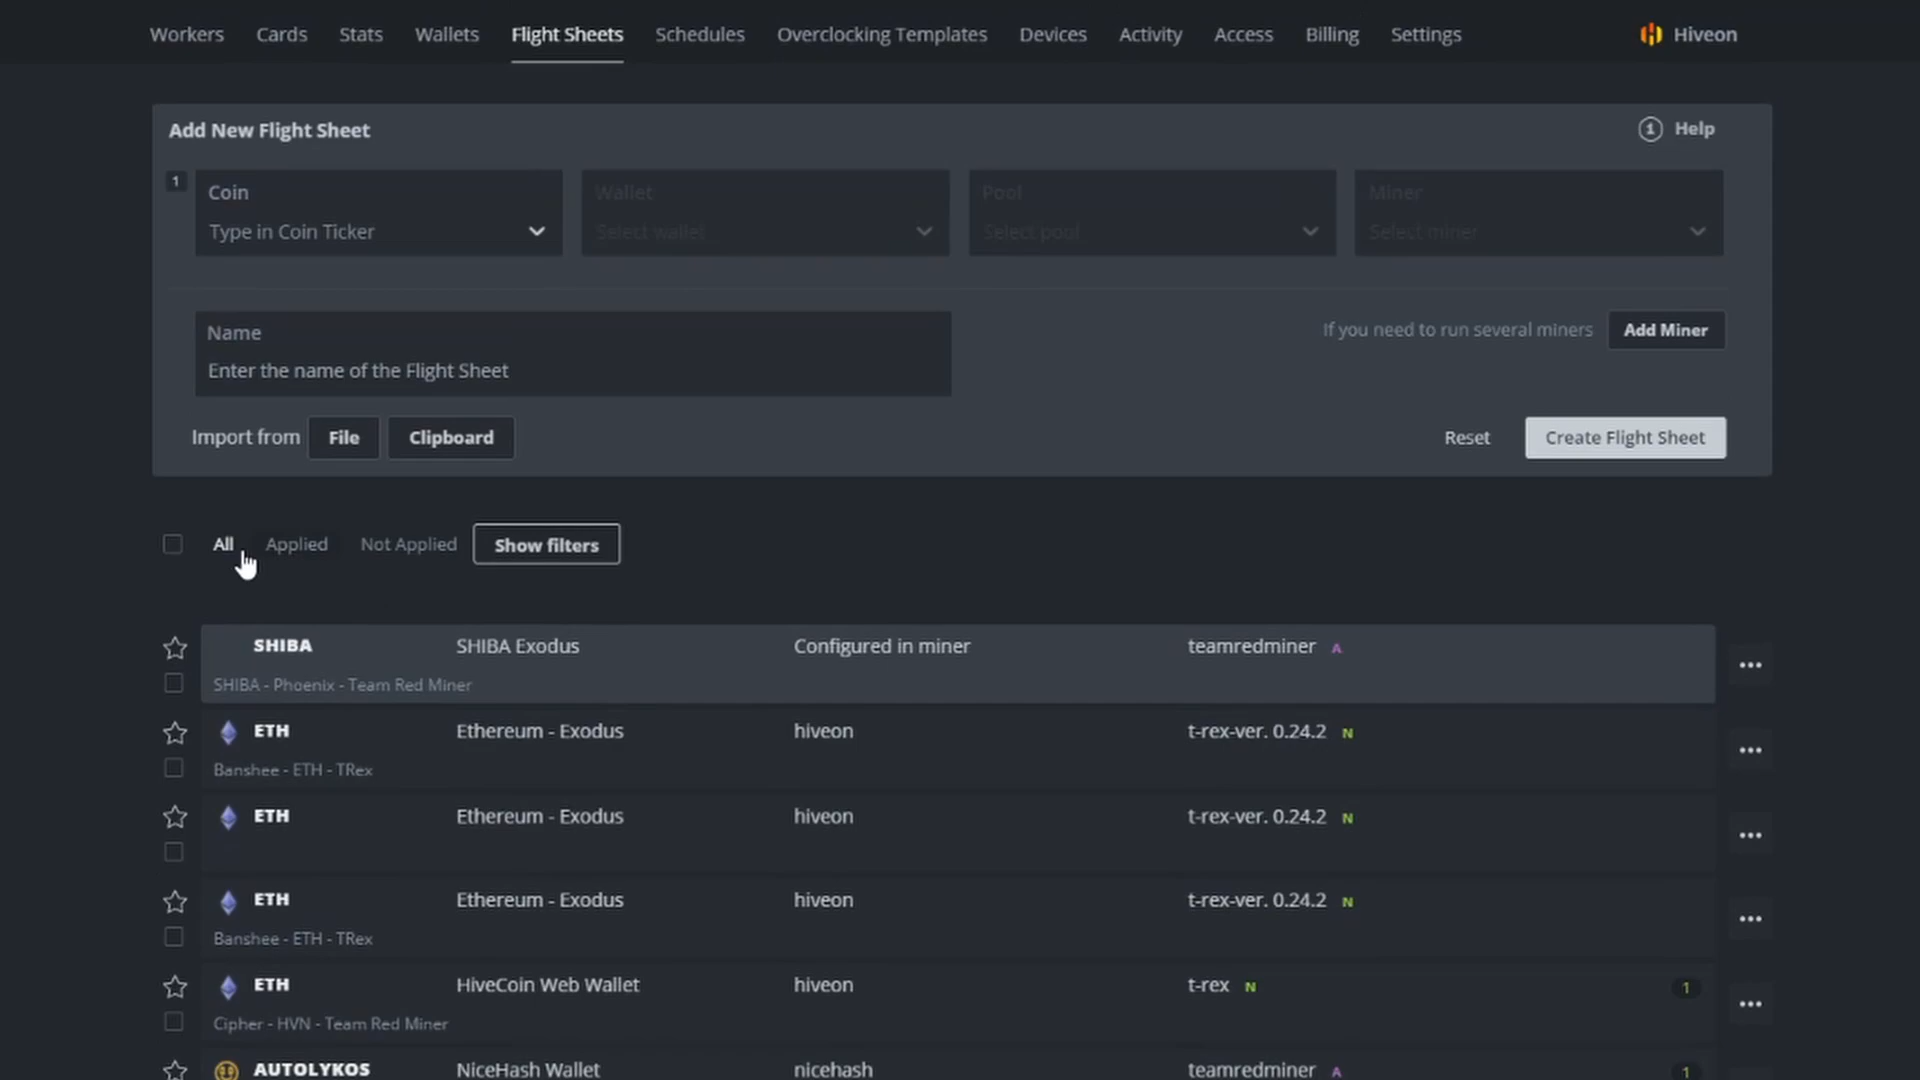 Workers Cards Stats Wallets Flight Sheets Schedules Overclocking Templates Devices Activity Access Billing Settings Hiveon
Add New Flight Sheet Help
1 Coin Wallet Pool Miner
Type in Coin Ticker Select wallet Select pool Select miner
Name
Enter the name of the Flight Sheet
If you need to run several miners Add Miner
Import from File Clipboard Reset Create Flight Sheet
All Applied Not Applied Show filters
SHIBA SHIBA Exodus Configured in miner teamredminer A
SHIBA - Phoenix - Team Red Miner
ETH Ethereum - Exodus hiveon t-rex-ver. 0.24.2 N
Banshee - ETH - TRex
ETH Ethereum - Exodus hiveon t-rex-ver. 0.24.2 N
ETH Ethereum - Exodus hiveon t-rex-ver. 0.24.2 N
Banshee - ETH - TRex
ETH HiveCoin Web Wallet hiveon t-rex N 1
Cipher - HVN - Team Red Miner
AUTOLYKOS NiceHash Wallet nicehash teamredminer A 1